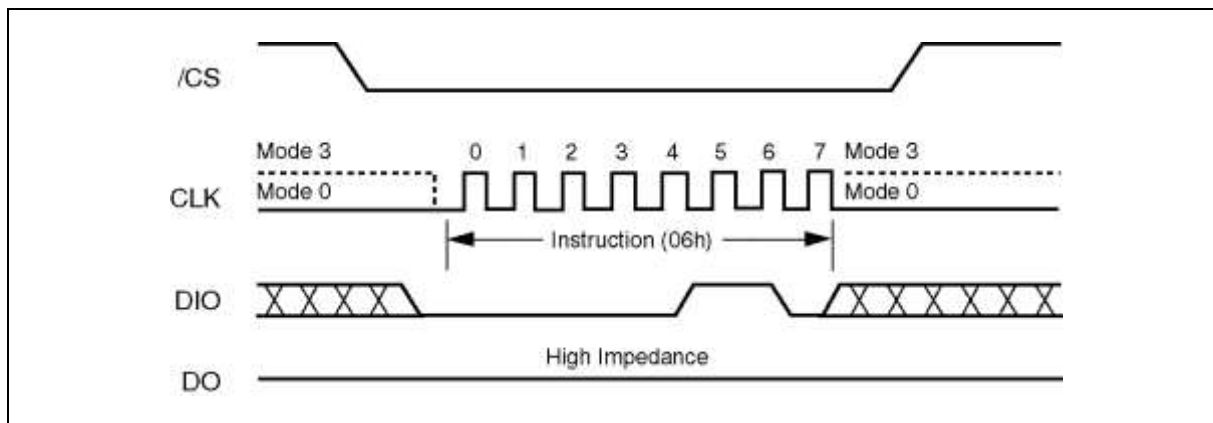 /CS
Mode 3 0 1 2 3 4 5 6 7 Mode 3
CLK Mode 0 Mode 0
Instruction (06h)
DIO
High Impedance
DO